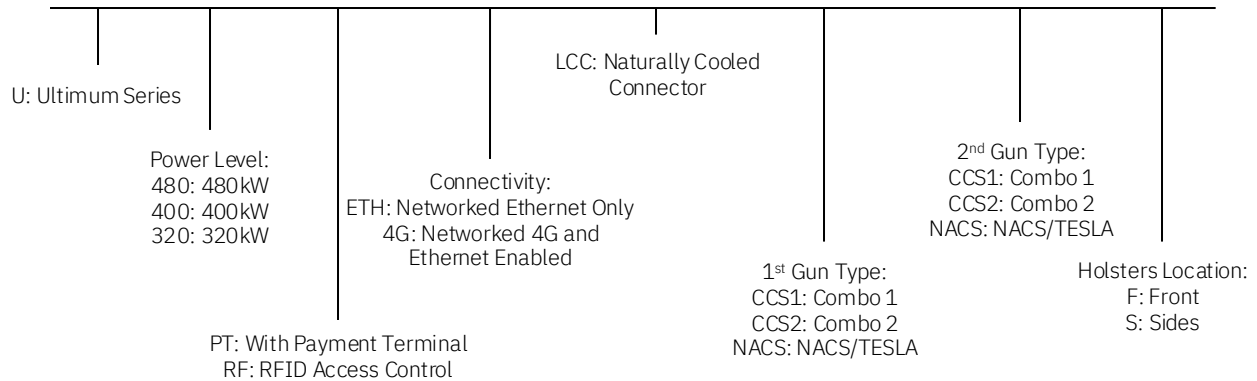 U: Ultimum Series
Power Level:
480: 480kW
400: 400kW
320: 320kW
PT: With Payment Terminal
RF: RFID Access Control
Connectivity:
ETH: Networked Ethernet Only
4G: Networked 4G and
Ethernet Enabled
LCC: Naturally Cooled
Connector
1st Gun Type:
CCS1: Combo 1
CCS2: Combo 2
NACS: NACS/TESLA
2nd Gun Type:
CCS1: Combo 1
CCS2: Combo 2
NACS: NACS/TESLA
Holsters Location:
F: Front
S: Sides